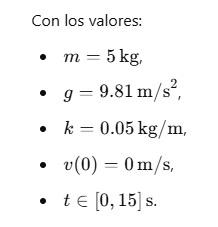 Con los valores:
• m = 5 kg,
• g = 9.81 m/s²,
• k = 0.05 kg/m,
• v(0) = 0 m/s,
• t ∈ [0, 15] s.